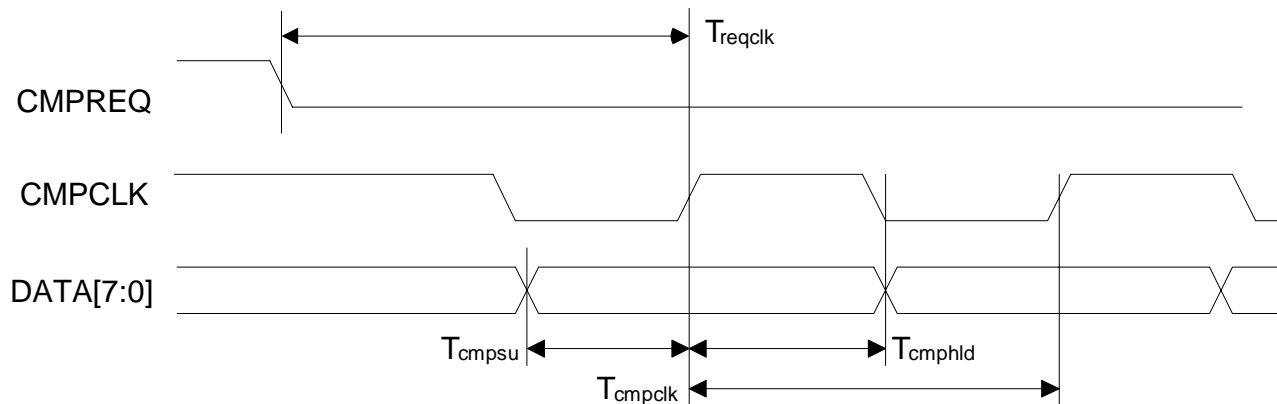 Treqclk
CMPREQ
CMPCLK
DATA[7:0]
Tcmpsu Tcmphld
Tcmpclk